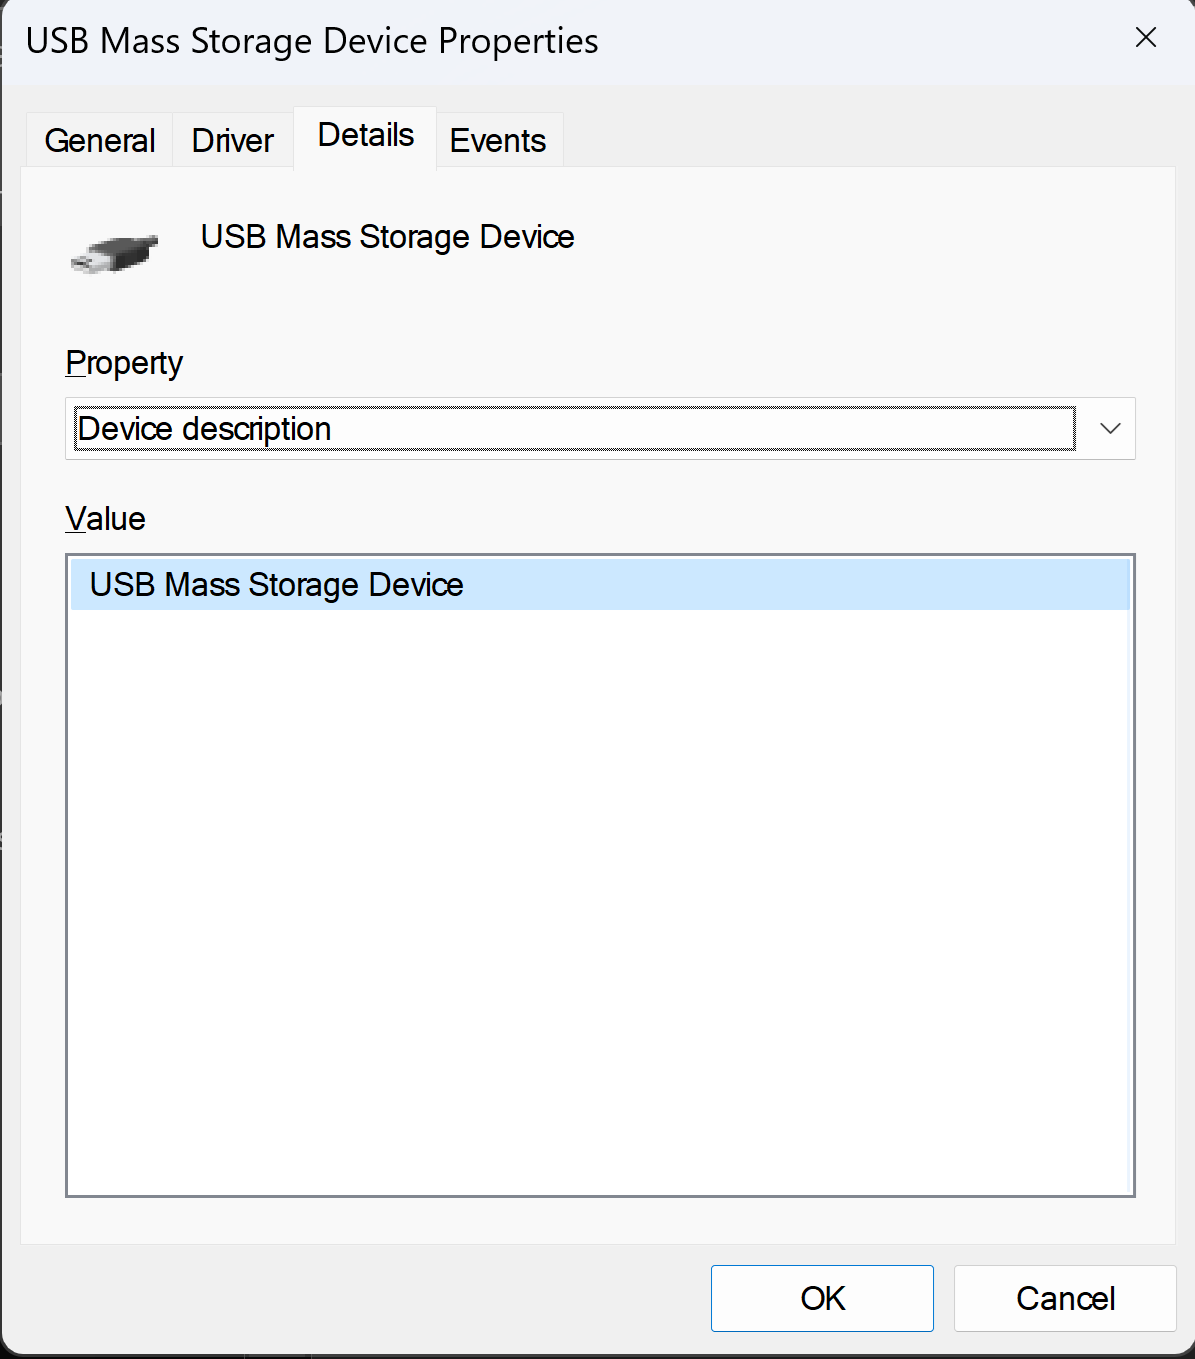 USB Mass Storage Device Properties
General Driver Details Events
USB Mass Storage Device
Property
Device description
Value
USB Mass Storage Device
OK Cancel